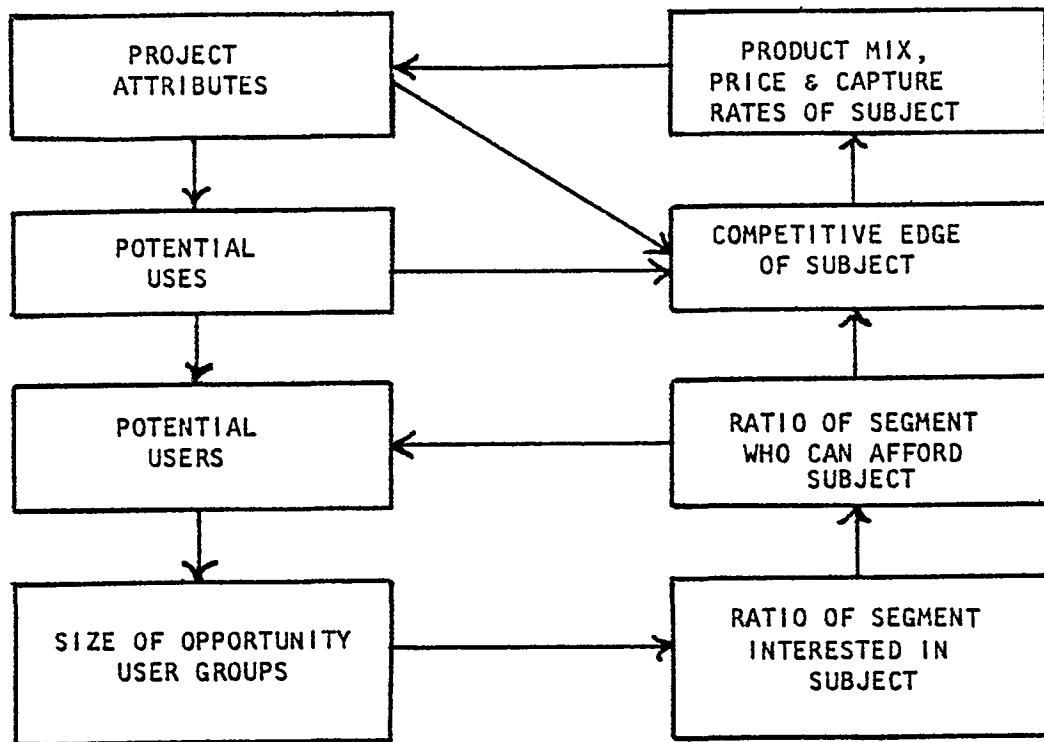 PROJECT
ATTRIBUTES
PRODUCT MIX,
PRICE & CAPTURE
RATES OF SUBJECT
POTENTIAL
USES
COMPETITIVE EDGE
OF SUBJECT
POTENTIAL
USERS
RATIO OF SEGMENT
WHO CAN AFFORD
SUBJECT
SIZE OF OPPORTUNITY
USER GROUPS
RATIO OF SEGMENT
INTERESTED IN
SUBJECT